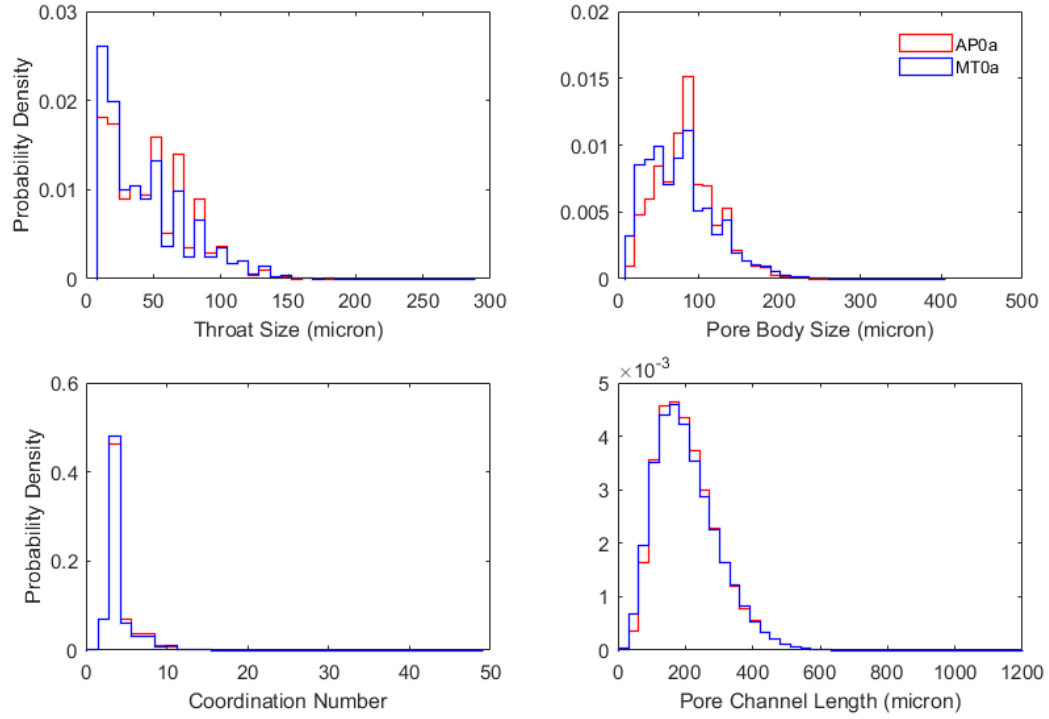 0.03
0.02
0.01
0
Probability Density
0 50 100 150 200 250 300
Throat Size (micron)
0.02
0.015
0.01
0.005
0
AP0a
MT0a
0 100 200 300 400 500
Pore Body Size (micron)
0.6
0.4
0.2
0
Probability Density
0 10 20 30 40 50
Coordination Number
×10⁻³
5
4
3
2
1
0
0 200 400 600 800 1000 1200
Pore Channel Length (micron)